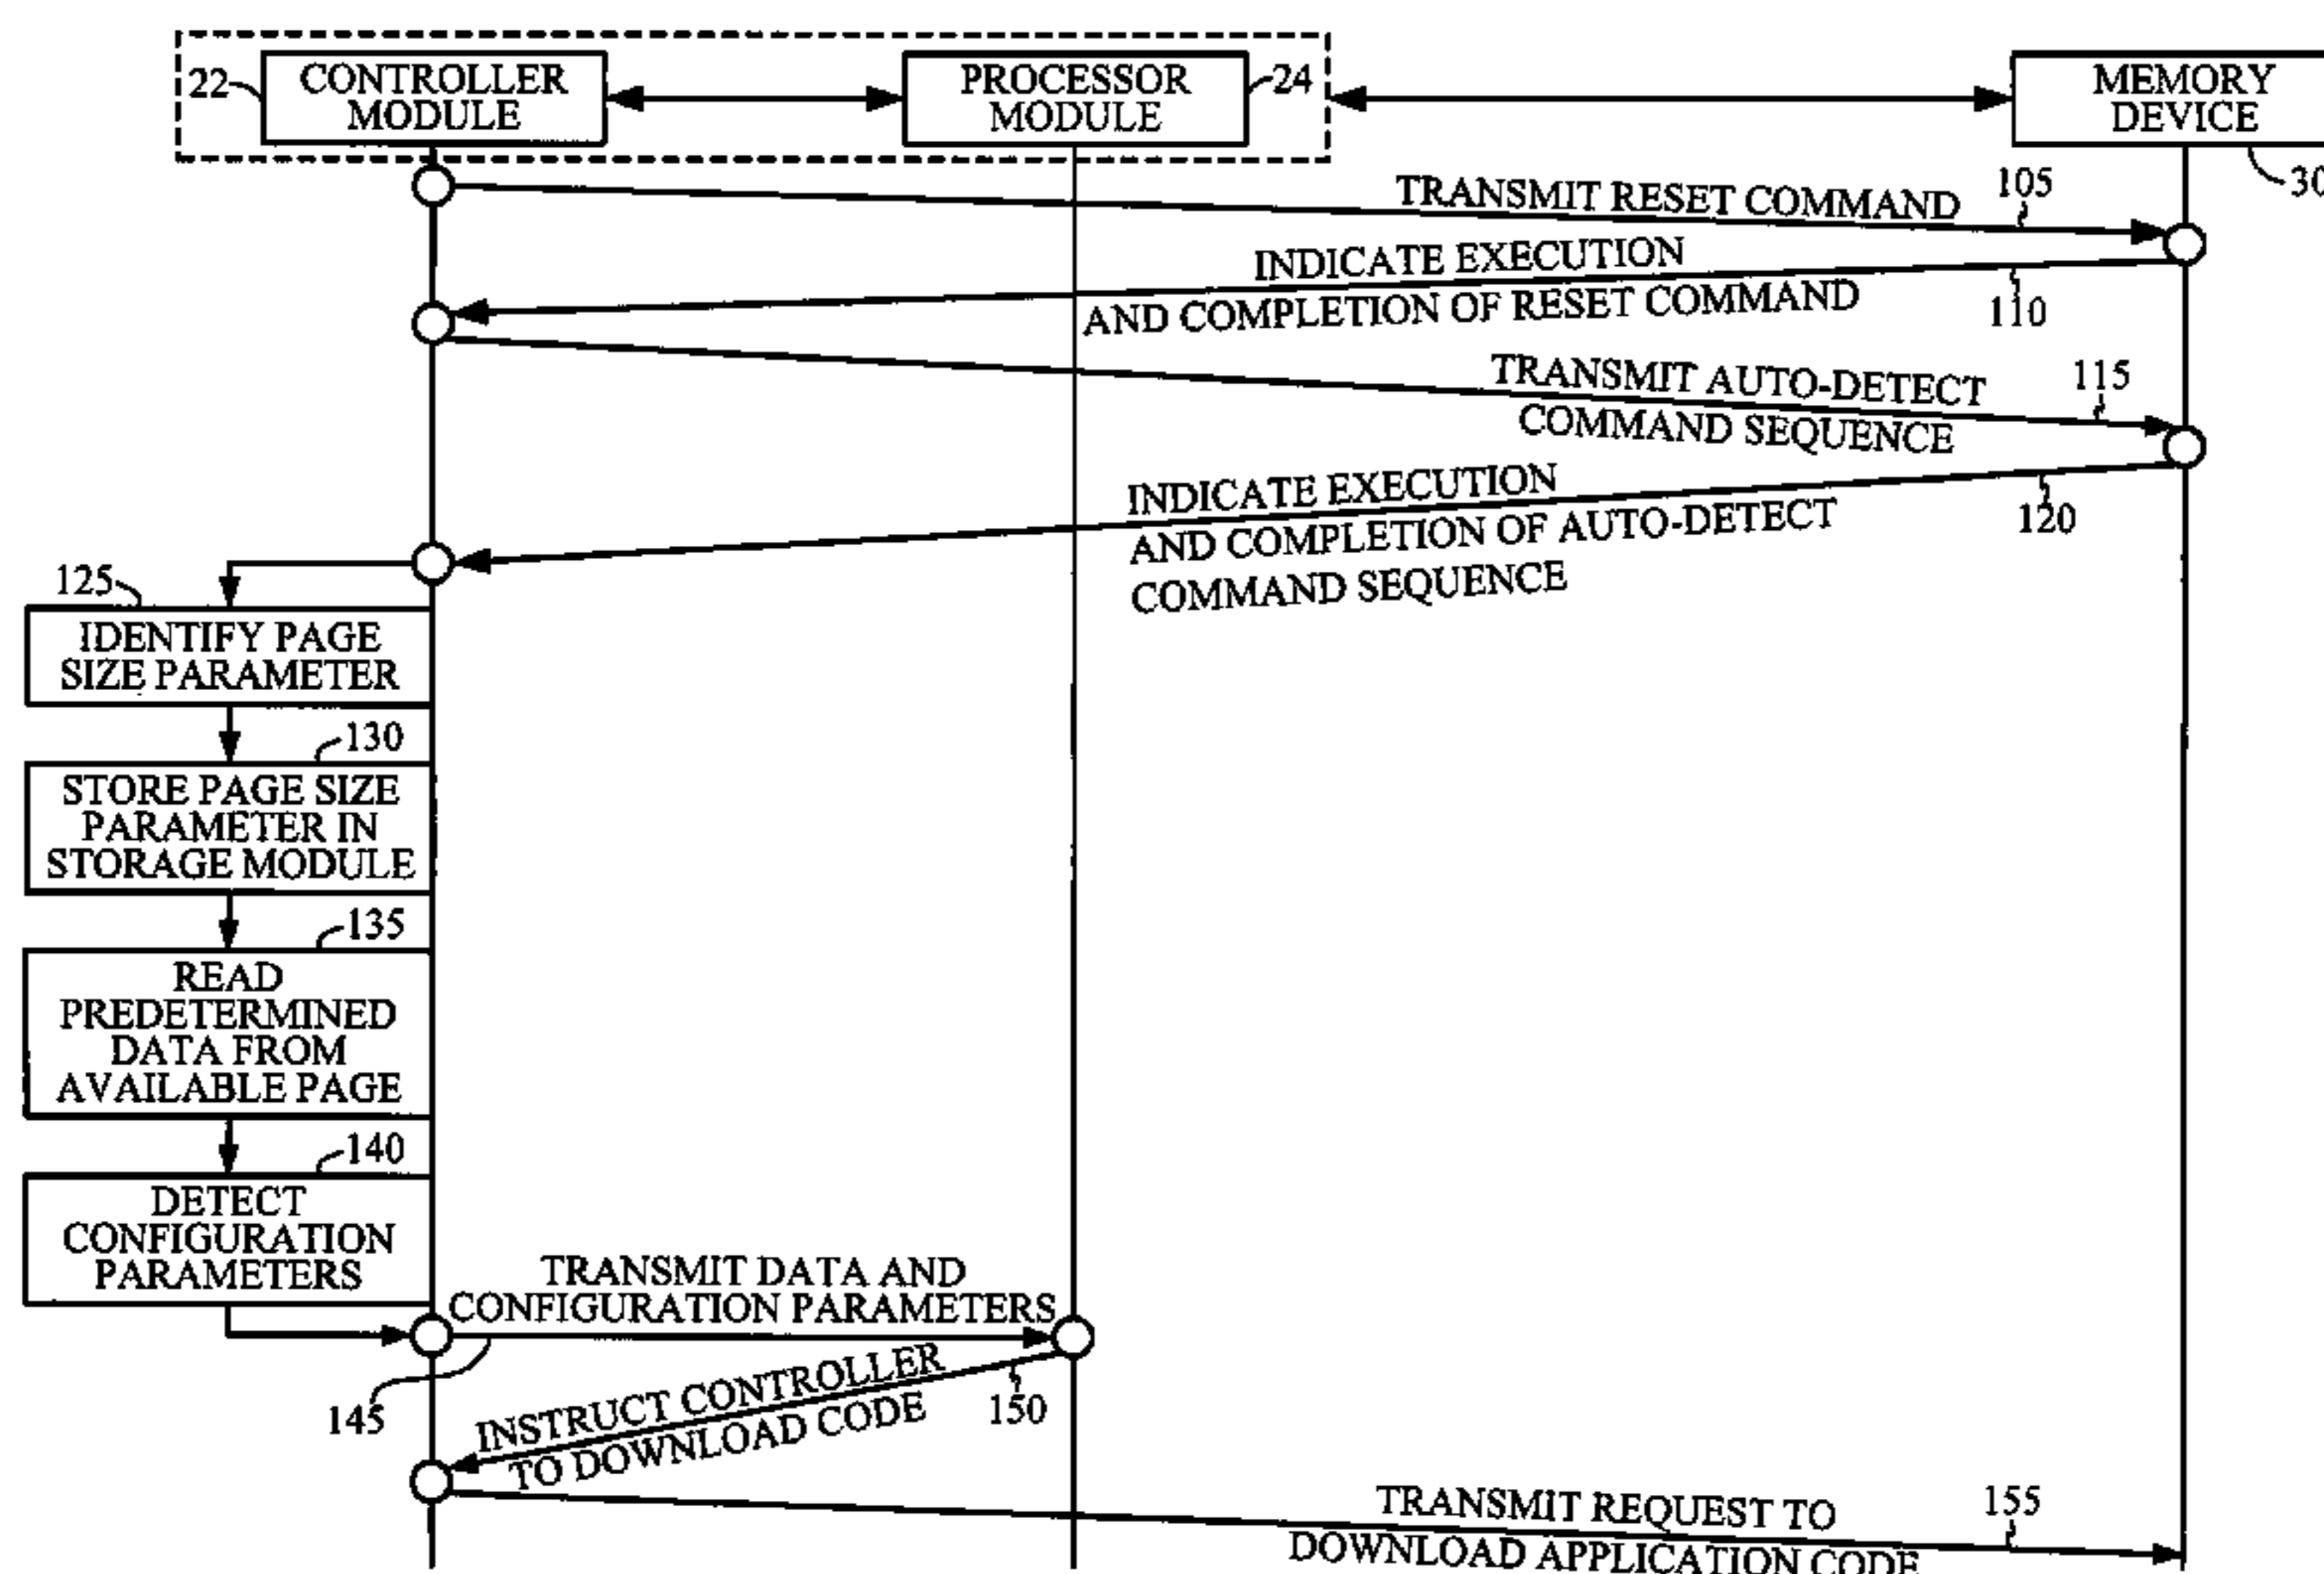 22
CONTROLLER
MODULE
PROCESSOR
MODULE
24
MEMORY
DEVICE
30
TRANSMIT RESET COMMAND
105
INDICATE EXECUTION
AND COMPLETION OF RESET COMMAND
110
TRANSMIT AUTO-DETECT
COMMAND SEQUENCE
115
INDICATE EXECUTION
AND COMPLETION OF AUTO-DETECT
COMMAND SEQUENCE
120
125
IDENTIFY PAGE
SIZE PARAMETER
130
STORE PAGE SIZE
PARAMETER IN
STORAGE MODULE
135
READ
PREDETERMINED
DATA FROM
AVAILABLE PAGE
140
DETECT
CONFIGURATION
PARAMETERS
TRANSMIT DATA AND
CONFIGURATION PARAMETERS
145
INSTRUCT CONTROLLER
TO DOWNLOAD CODE
150
TRANSMIT REQUEST TO
DOWNLOAD APPLICATION CODE
155